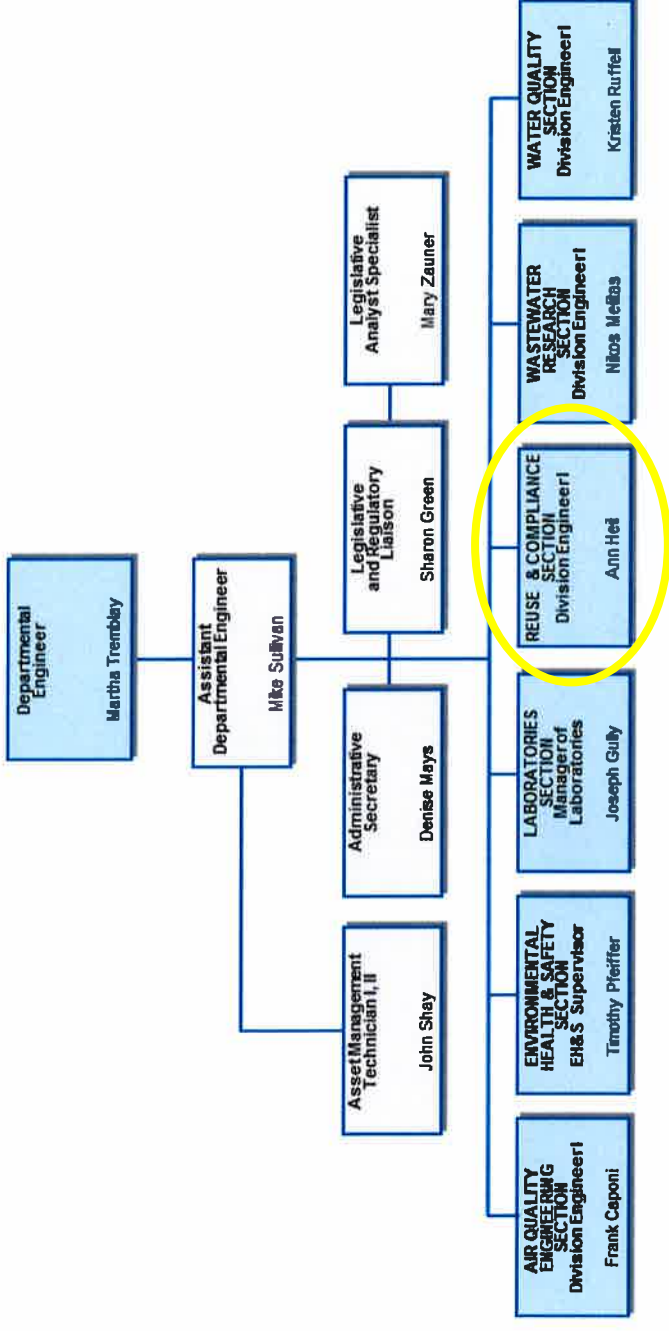 Departmental
Engineer
Martha Tremblay
Assistant
Departmental Engineer
Mike Sullivan
Asset Management
Technician I, II
John Shay
Administrative
Secretary
Denise Mays
Legislative
and Regulatory
Liaison
Sharon Green
Legislative
Analyst Specialist
Mary Zauner
AIR QUALITY
ENGINEERING
SECTION
Division Engineer I
Frank Caponi
ENVIRONMENTAL
HEALTH & SAFETY
SECTION
EH&S Supervisor
Timothy Pfeiffer
LABORATORIES
SECTION
Manager of
Laboratories
Joseph Gully
REUSE & COMPLIANCE
SECTION
Division Engineer I
Ann Heil
WASTEWATER
RESEARCH
SECTION
Division Engineer I
Nikos Melitas
WATER QUALITY
SECTION
Division Engineer I
Kristen Ruffell